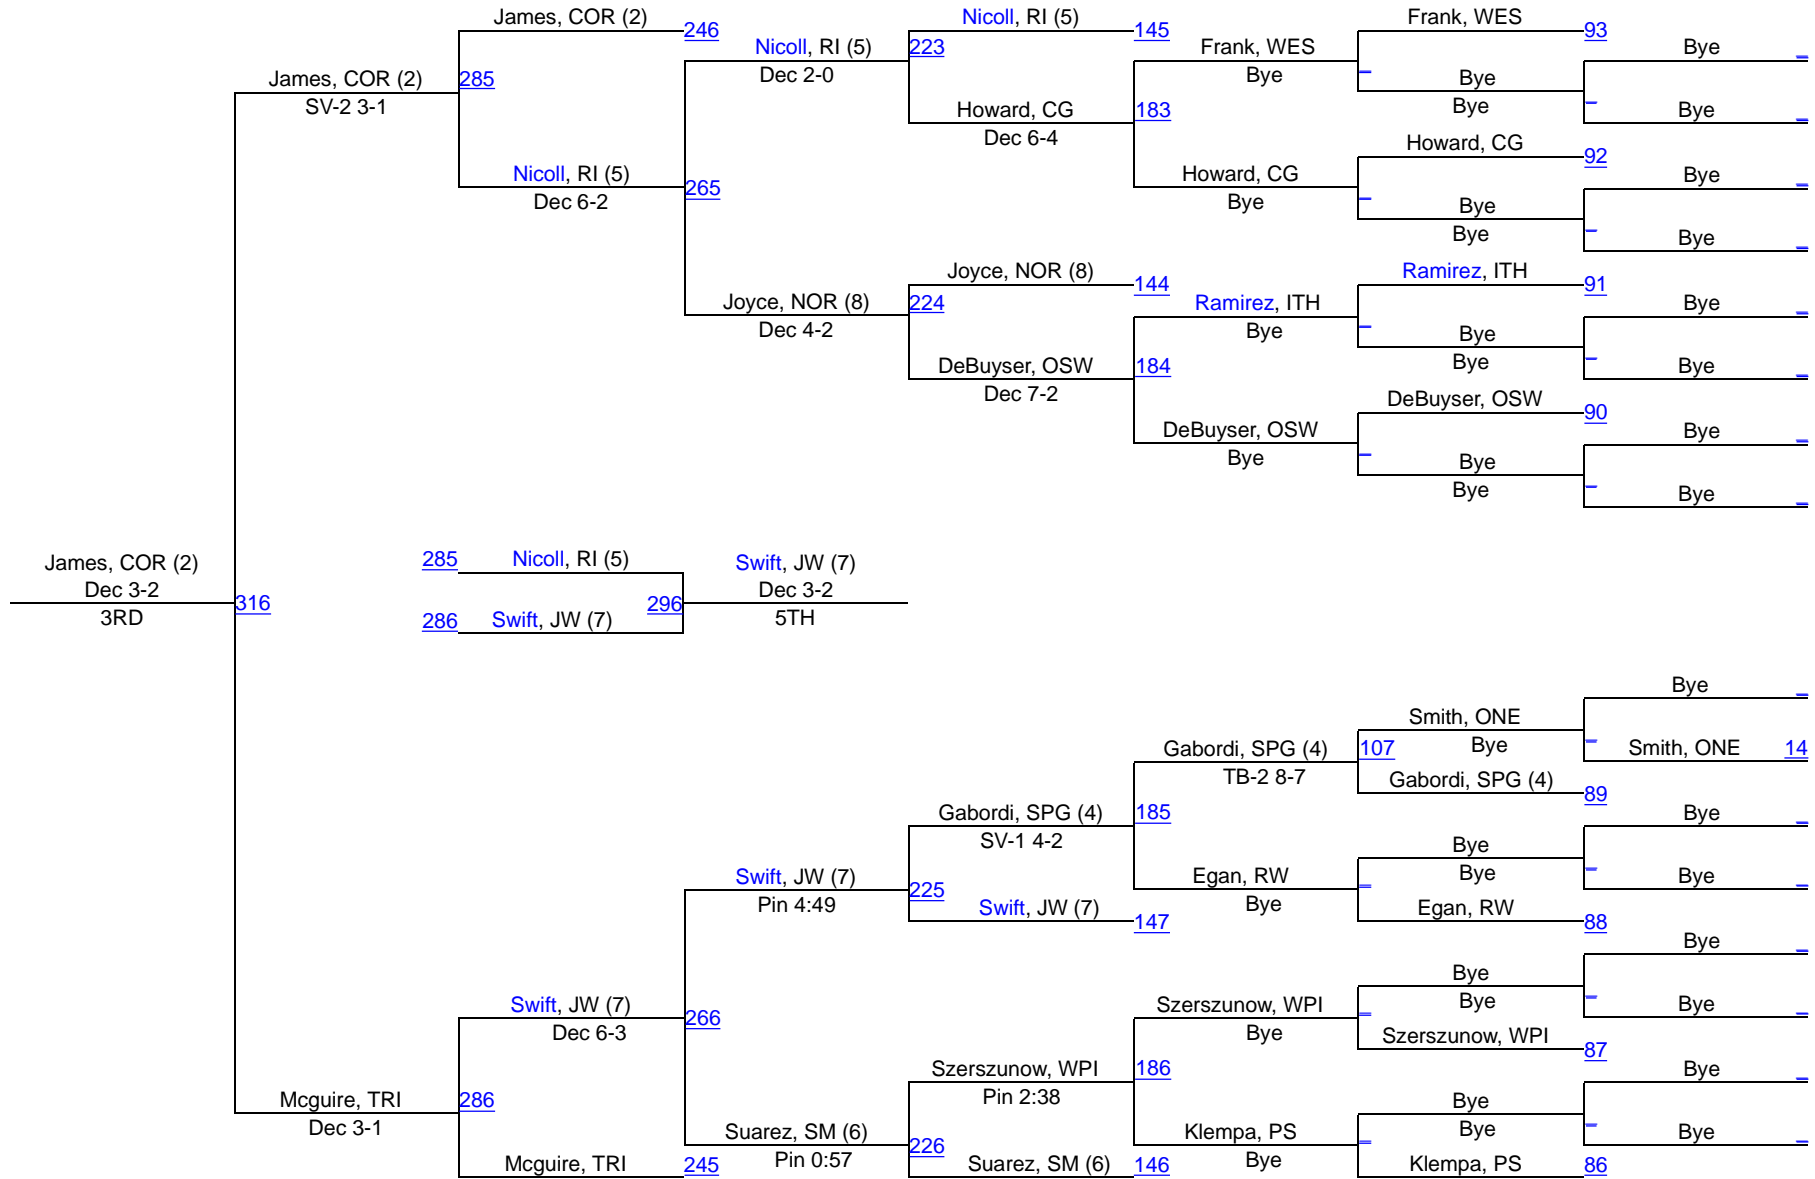 James, COR (2)
246
Nicoll, RI (5)
145
Frank, WES
93
Nicoll, RI (5)
223
Frank, WES
Bye
James, COR (2)
285
Dec 2-0
Bye
Bye
SV-2 3-1
Howard, CG
183
Bye
Bye
Dec 6-4
Howard, CG
92
Nicoll, RI (5)
265
Howard, CG
Bye
Dec 6-2
Bye
Bye
Bye
Bye
Joyce, NOR (8)
144
Ramirez, ITH
91
Joyce, NOR (8)
224
Ramirez, ITH
Bye
Dec 4-2
Bye
Bye
DeBuyser, OSW
184
Bye
Bye
Dec 7-2
DeBuyser, OSW
90
DeBuyser, OSW
Bye
Bye
Bye
Bye
Bye
James, COR (2)
285
Nicoll, RI (5)
Swift, JW (7)
Dec 3-2
316
296
Dec 3-2
3RD
286
Swift, JW (7)
5TH
Bye
Smith, ONE
Gabordi, SPG (4)
107
Bye
Smith, ONE
14
TB-2 8-7
Gabordi, SPG (4)
89
Gabordi, SPG (4)
185
Bye
SV-1 4-2
Bye
Swift, JW (7)
225
Egan, RW
Bye
Bye
Pin 4:49
Swift, JW (7)
147
Bye
Egan, RW
88
Bye
Bye
Swift, JW (7)
266
Szerszunow, WPI
Bye
Bye
Dec 6-3
Bye
Szerszunow, WPI
87
Szerszunow, WPI
186
Bye
Pin 2:38
Mcguire, TRI
286
Bye
Dec 3-1
Suarez, SM (6)
226
Klempa, PS
Bye
Bye
Mcguire, TRI
245
Pin 0:57
Suarez, SM (6)
146
Bye
Klempa, PS
86